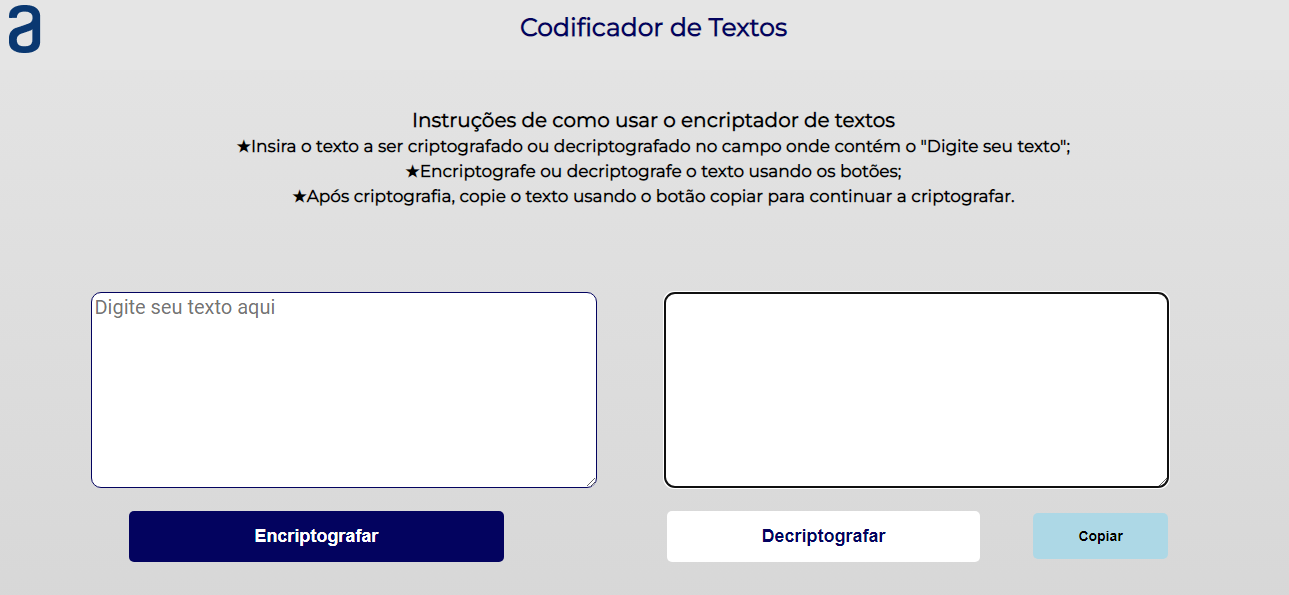 a
Codificador de Textos
Instruções de como usar o encriptador de textos
★Insira o texto a ser criptografado ou decriptografado no campo onde contém o "Digite seu texto";
★Encriptografe ou decriptografe o texto usando os botões;
★Após criptografia, copie o texto usando o botão copiar para continuar a criptografar.
Digite seu texto aqui
Encriptografar
Decriptografar
Copiar